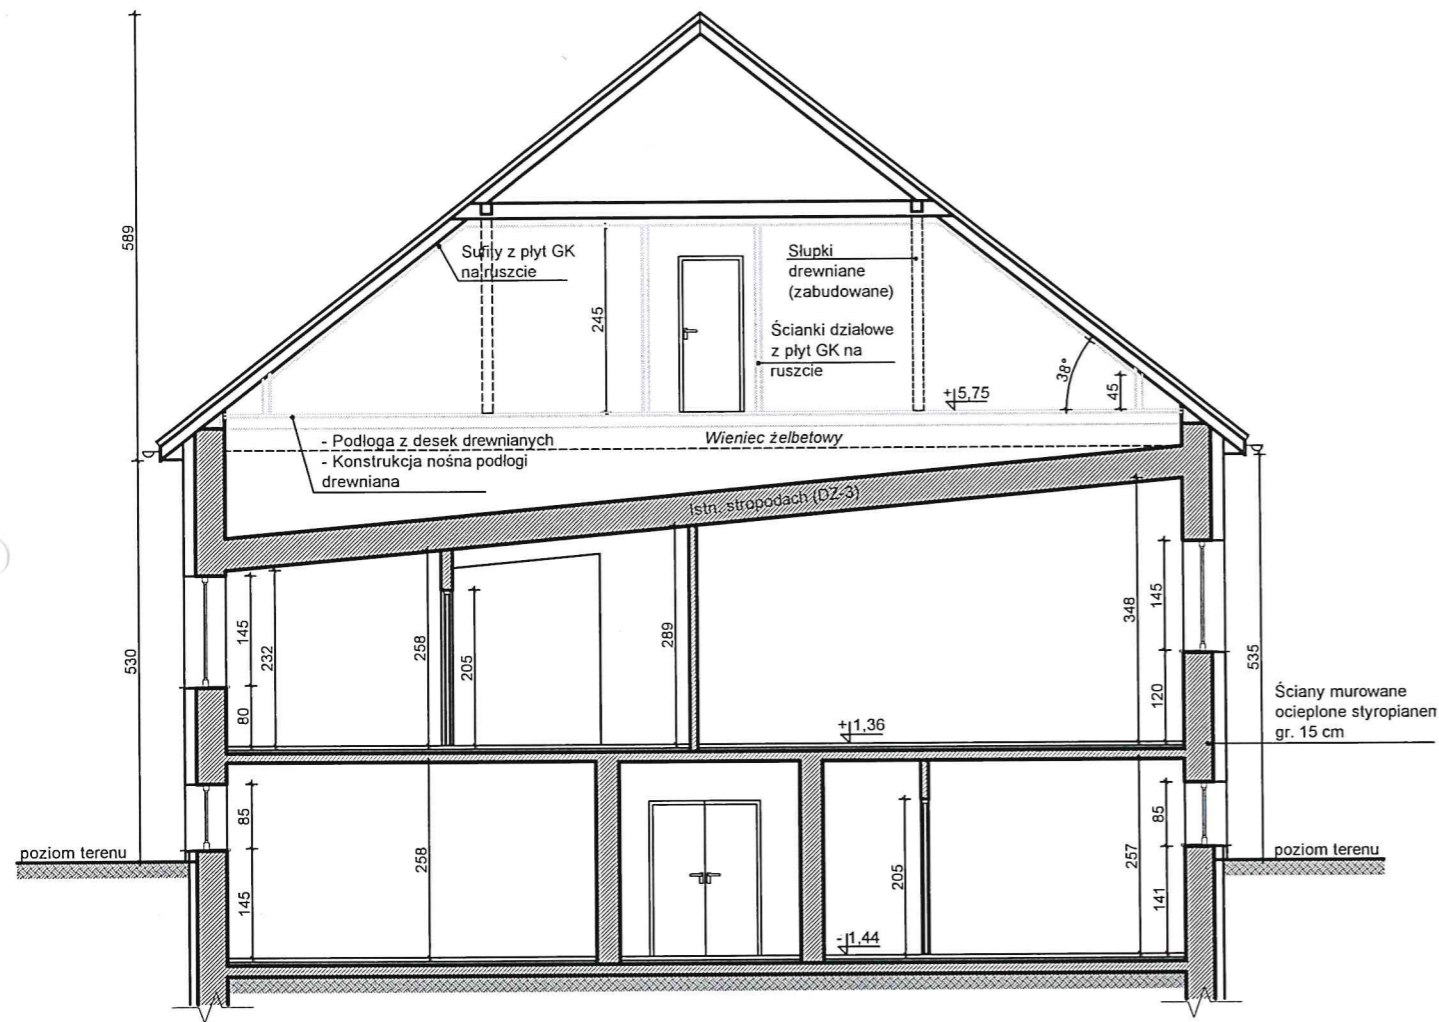 589
Sufity z płyt GK
na ruszcie
245
Słupki
drewniane
(zabudowane)
Ścianki działowe
z płyt GK na
ruszcie
38°
45
+5,75
- Podłoga z desek drewnianych
- Konstrukcja nośna podłogi
drewniana
Wieniec żelbetowy
Istn. stropodach (DZ-3)
530
145
232
80
258
205
289
348
145
120
535
+1,36
Ściany murowane
ocieplone styropianem
gr. 15 cm
poziom terenu
85
145
258
205
-1,44
257
85
141
poziom terenu